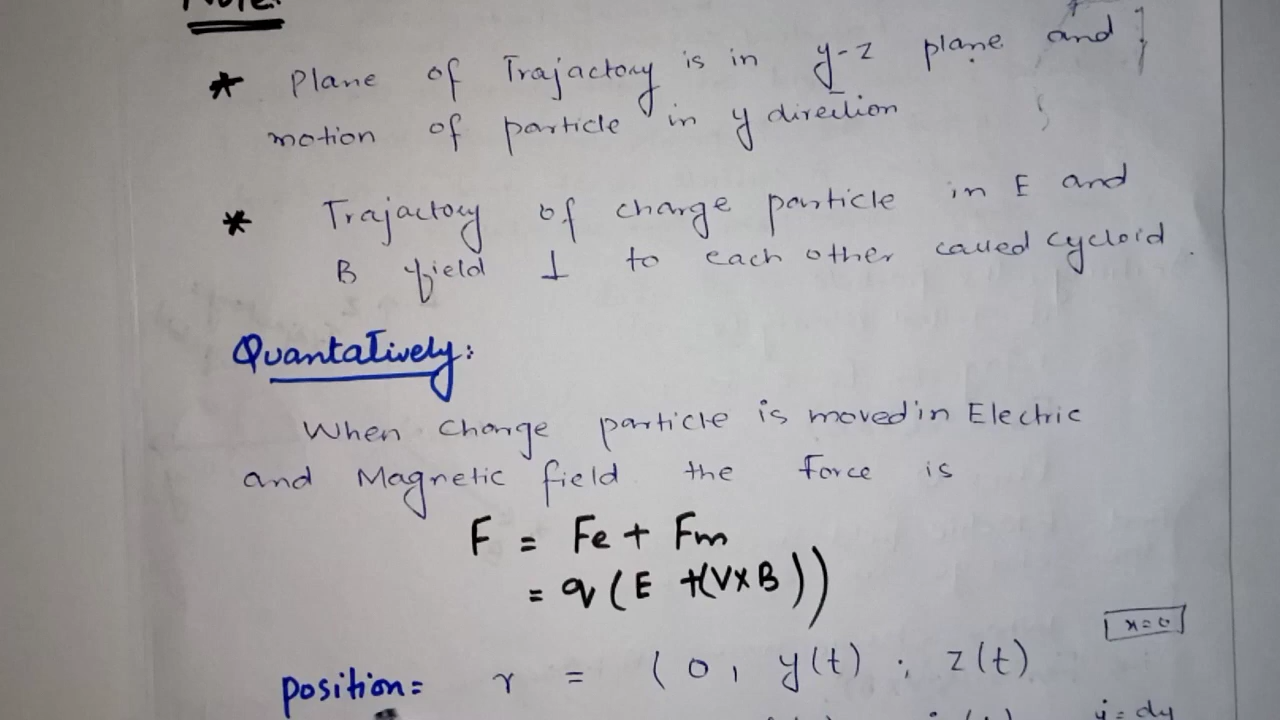 Note:
* Plane of Trajactory is in y-z plane and
motion of particle in y direction
* Trajactory of charge particle in E and
B field ⊥ to each other called cycloid.
Quantatively:
When charge particle is moved in Electric
and Magnetic field the force is
F = Fe + Fm
= q (E +(V×B))
x=0
position= r = (0, y(t) ; z(t)